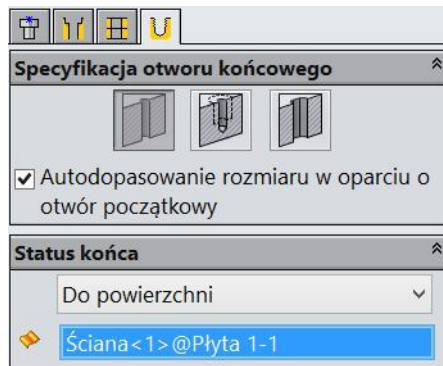 Specyfikacja otworu końcowego
Autodopasowanie rozmiaru w oparciu o
otwór początkowy
Status końca
Do powierzchni
Ściana<1>@Płyta 1-1